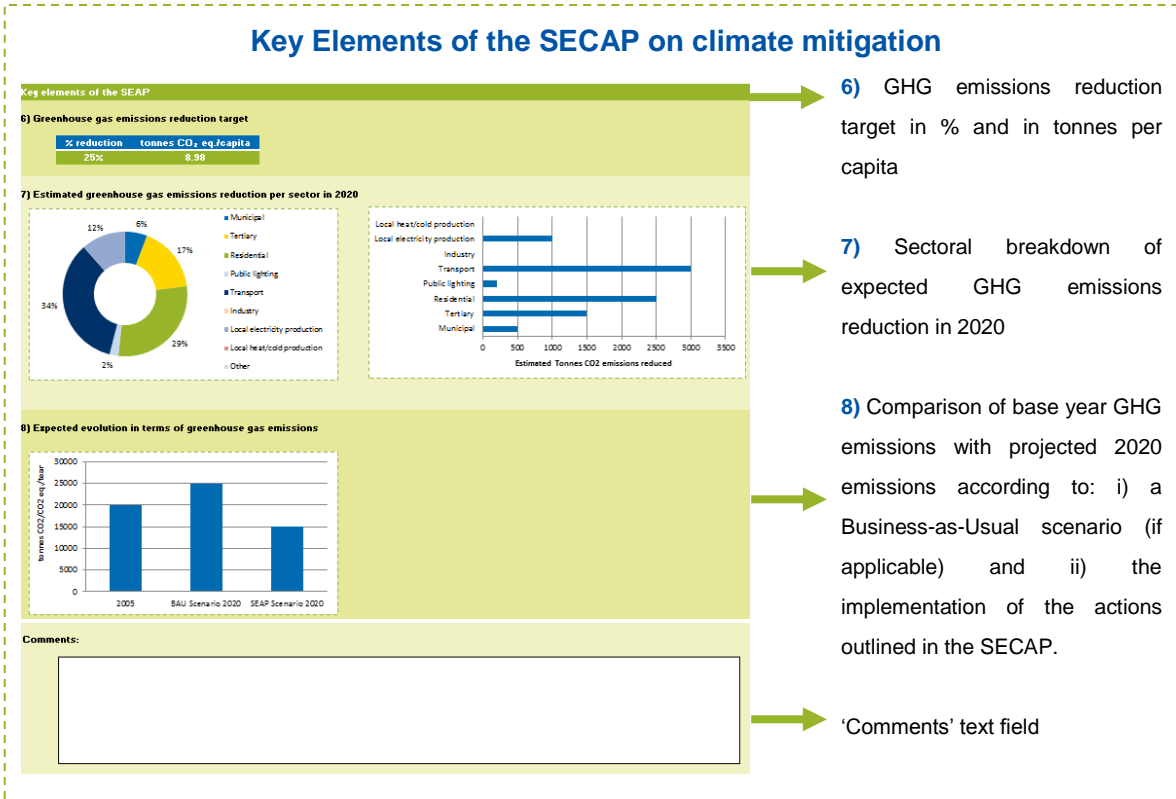 Key Elements of the SECAP on climate mitigation
Key elements of the SEAP
6) Greenhouse gas emissions reduction target
% reduction tonnes CO₂ eq./capita
25% 8.98
7) Estimated greenhouse gas emissions reduction per sector in 2020
12%
6%
17%
34%
29%
2%
Municipal
Tertiary
Residential
Public lighting
Transport
Industry
Local electricity production
Local heat/cold production
Other
Local heat/cold production
Local electricity production
Industry
Transport
Public lighting
Residential
Tertiary
Municipal
0 500 1000 1500 2000 2500 3000 3500
Estimated Tonnes CO2 emissions reduced
8) Expected evolution in terms of greenhouse gas emissions
tonnes CO2/CO2 eq./tear
30000
25000
20000
15000
10000
5000
0
2005 BAU Scenario 2020 SEAP Scenario 2020
Comments:
6) GHG emissions reduction
target in % and in tonnes per
capita
7) Sectoral breakdown of
expected GHG emissions
reduction in 2020
8) Comparison of base year GHG
emissions with projected 2020
emissions according to: i) a
Business-as-Usual scenario (if
applicable) and ii) the
implementation of the actions
outlined in the SECAP.
‘Comments’ text field